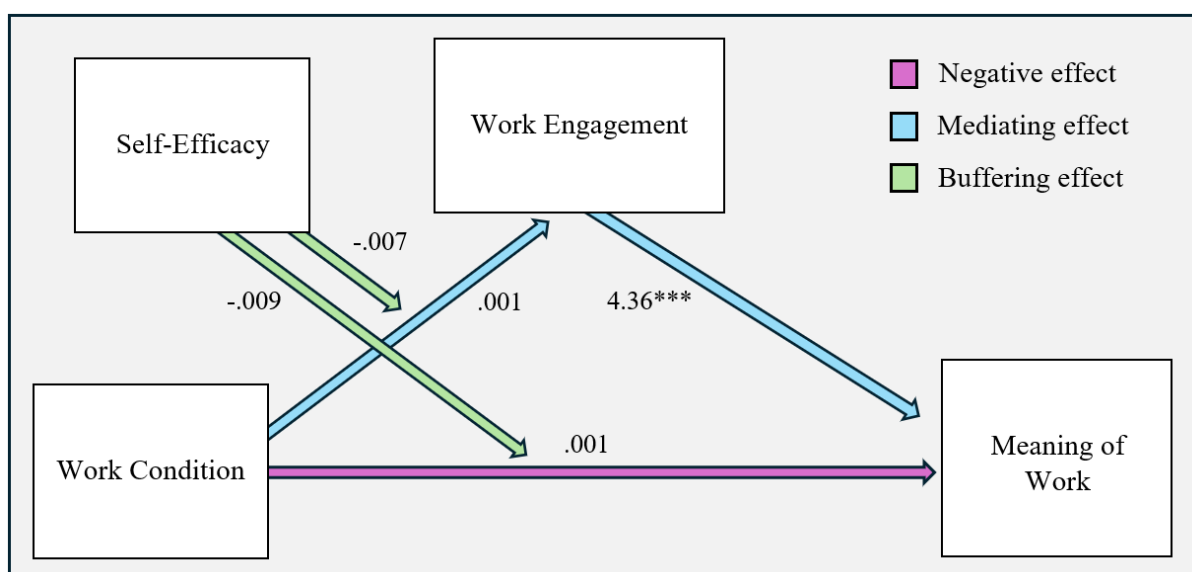 Self-Efficacy
Work Engagement
Negative effect
Mediating effect
Buffering effect
-.007
-.009
.001
4.36***
Work Condition
.001
Meaning of
Work